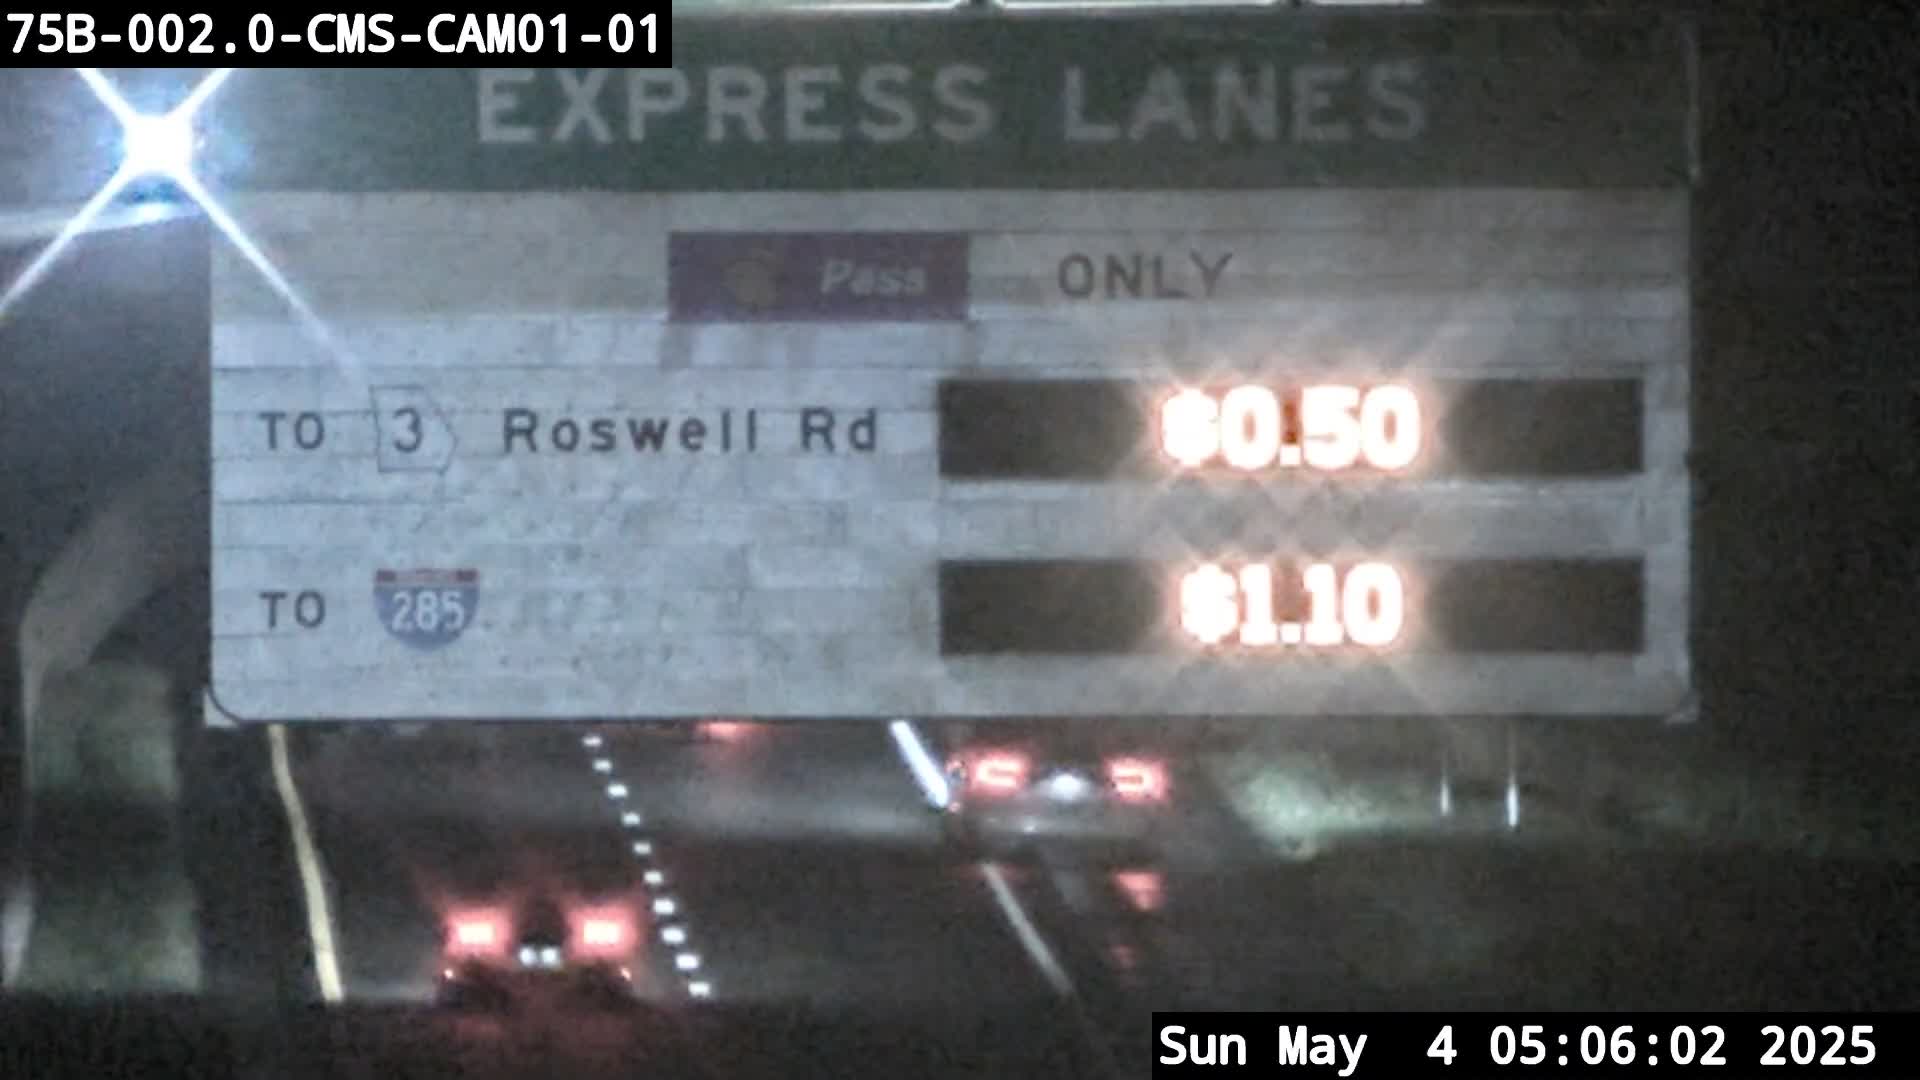 75B-002.0-CMS-CAM01-01
EXPRESS LANES
Pass ONLY
TO 3 Roswell Rd $0.50
TO 285 $1.10
Sun May 4 05:06:02 2025